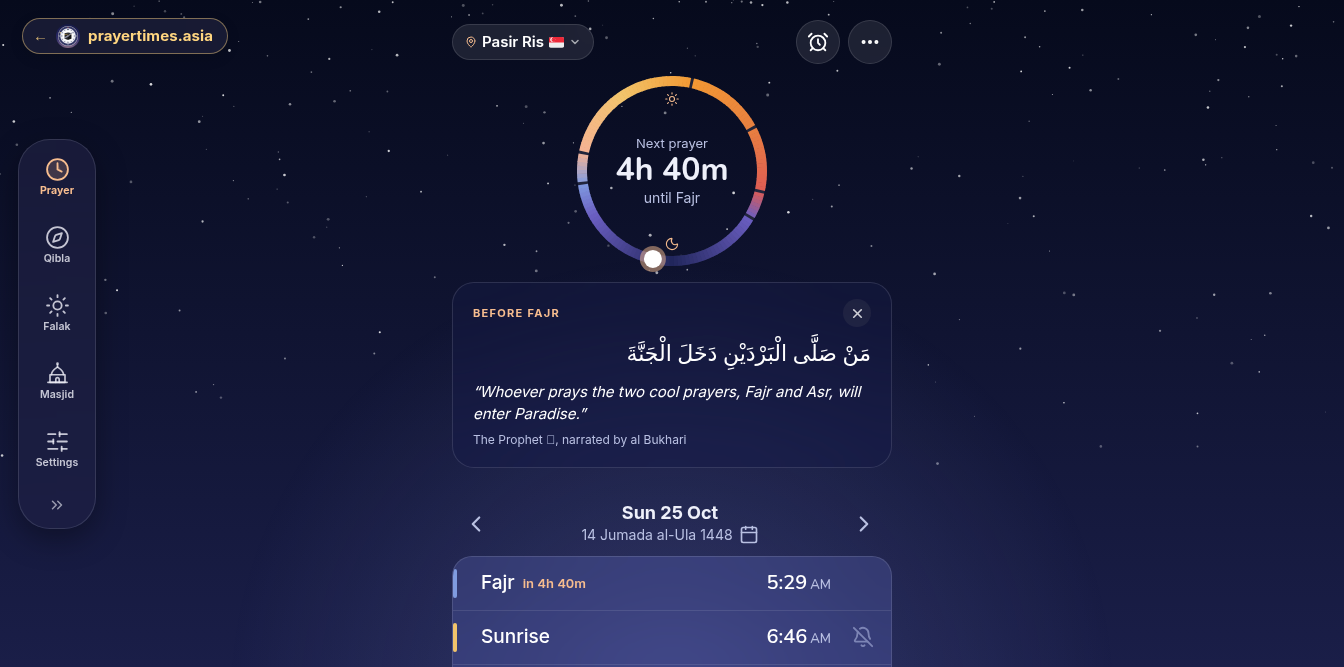 ← prayertimes.asia
Pasir Ris
Prayer
Qibla
Falak
Masjid
Settings
Next prayer
4h 40m
until Fajr
BEFORE FAJR
مَنْ صَلَّى الْبَرْدَيْنِ دَخَلَ الْجَنَّةَ
“Whoever prays the two cool prayers, Fajr and Asr, will
enter Paradise.”
The Prophet , narrated by al Bukhari
Sun 25 Oct
14 Jumada al-Ula 1448
Fajr In 4h 40m 5:29 AM
Sunrise 6:46 AM